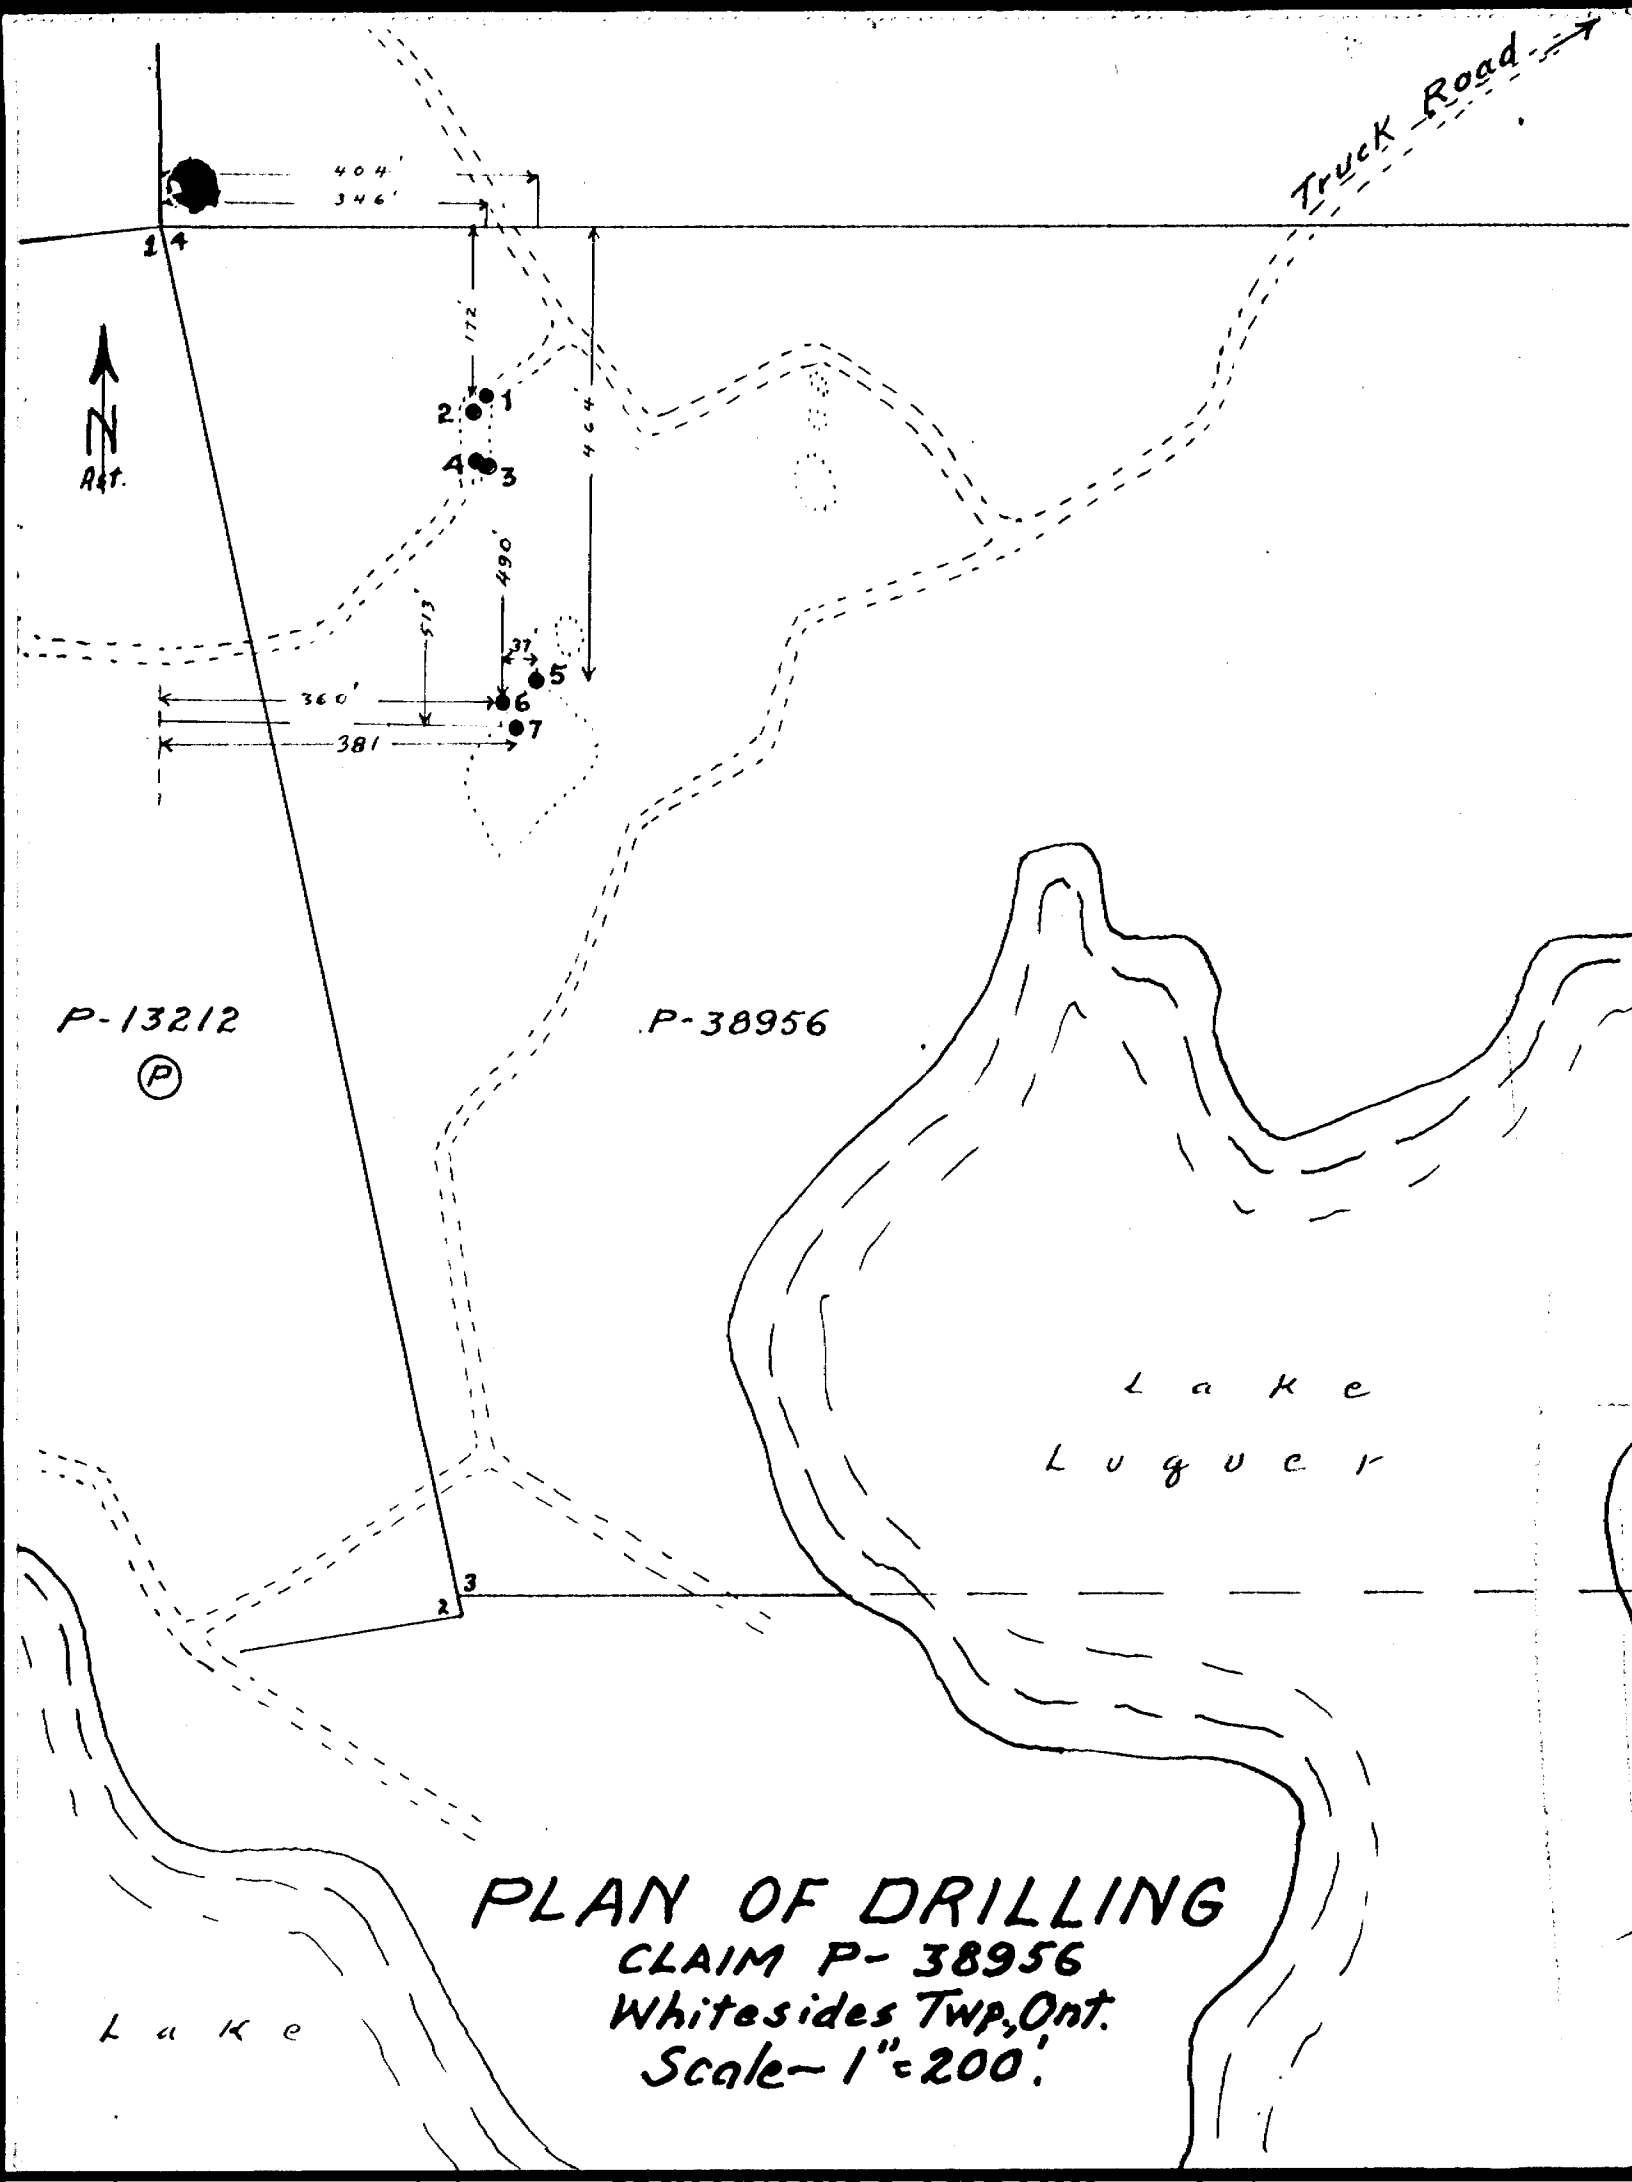 Truck Road
404'
346'
1 4
172'
N
Ast.
2 1
464'
4 3
490'
513'
37'
5
360' 6
7
381
P-13212
P
P-38956
Lake
Luguer
3
2
PLAN OF DRILLING
CLAIM P-38956
Whitesides Twp., Ont.
Scale~ 1"=200'.
Lake